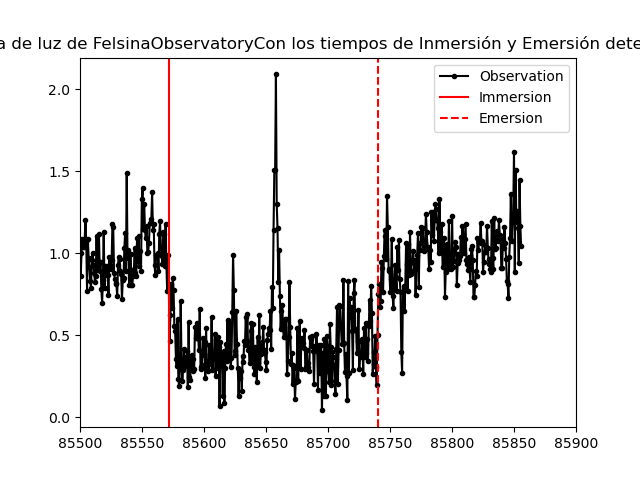 a de luz de FelsinaObservatoryCon los tiempos de Inmersión y Emersión dete
Observation
Immersion
Emersion
2.0
1.5
1.0
0.5
0.0
85500 85550 85600 85650 85700 85750 85800 85850 85900